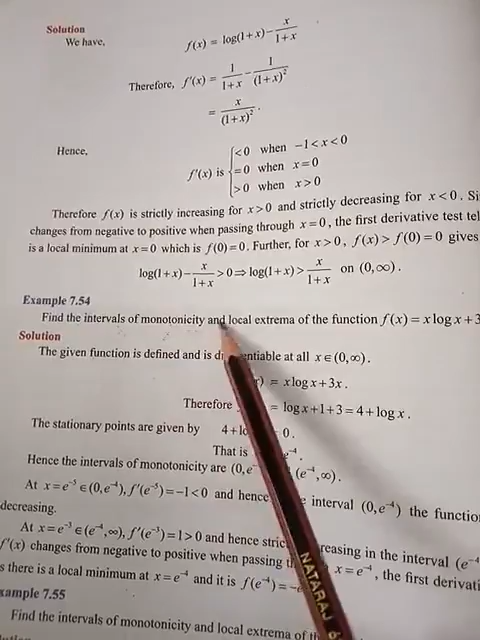 Solution
We have,
f(x) = log(1+x) − x/(1+x)
Therefore, f′(x) = 1/(1+x) − 1/(1+x)²
= x/(1+x)².
Hence,
f′(x) is { <0 when −1<x<0
=0 when x=0
>0 when x>0
Therefore f(x) is strictly increasing for x>0 and strictly decreasing for x<0. Si
changes from negative to positive when passing through x=0, the first derivative test tel
is a local minimum at x=0 which is f(0)=0. Further, for x>0, f(x)>f(0)=0 gives
log(1+x) − x/(1+x) > 0 ⇒ log(1+x) > x/(1+x) on (0,∞).
Example 7.54
Find the intervals of monotonicity and local extrema of the function f(x) = x log x + 3
Solution
The given function is defined and is entiable at all x∈(0,∞).
) = x log x + 3x.
Therefore = log x + 1 + 3 = 4 + log x.
The stationary points are given by 4+lo 0.
That is e⁻⁴.
Hence the intervals of monotonicity are (0,e (e⁻⁴,∞).
At x = e⁻⁵ ∈ (0,e⁻⁴), f′(e⁻⁵) = −1 < 0 and hence interval (0,e⁻⁴) the functio
decreasing.
At x = e⁻³ ∈ (e⁻⁴,∞), f′(e⁻³) = 1 > 0 and hence stric reasing in the interval (e⁻⁴
f′(x) changes from negative to positive when passing th x = e⁻⁴, the first derivati
s there is a local minimum at x = e⁻⁴ and it is f(e⁻⁴) = −e
NATARAJ
xample 7.55
Find the intervals of monotonicity and local extrema of th